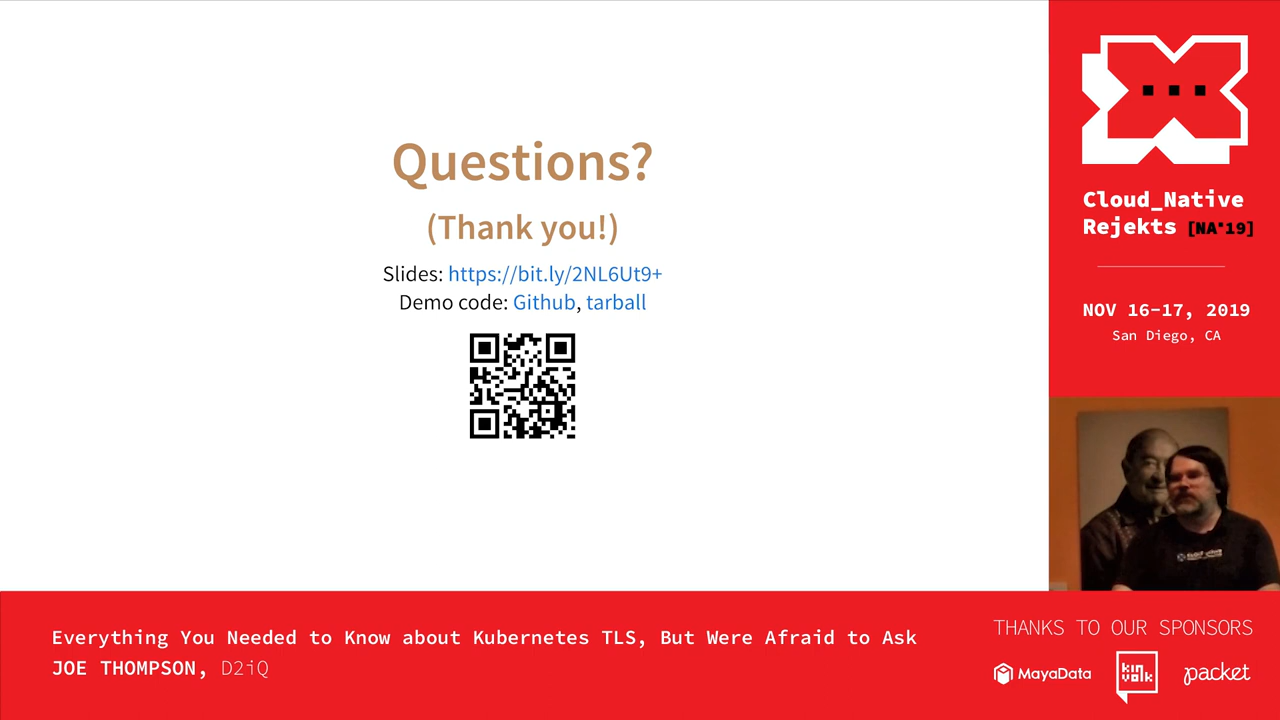 Questions?
(Thank you!)
Slides: https://bit.ly/2NL6Ut9+
Demo code: Github, tarball
Cloud_Native
Rejekts [NA'19]
NOV 16-17, 2019
San Diego, CA
Everything You Needed to Know about Kubernetes TLS, But Were Afraid to Ask
JOE THOMPSON, D2iQ
THANKS TO OUR SPONSORS
MayaData
kin
volk
packet